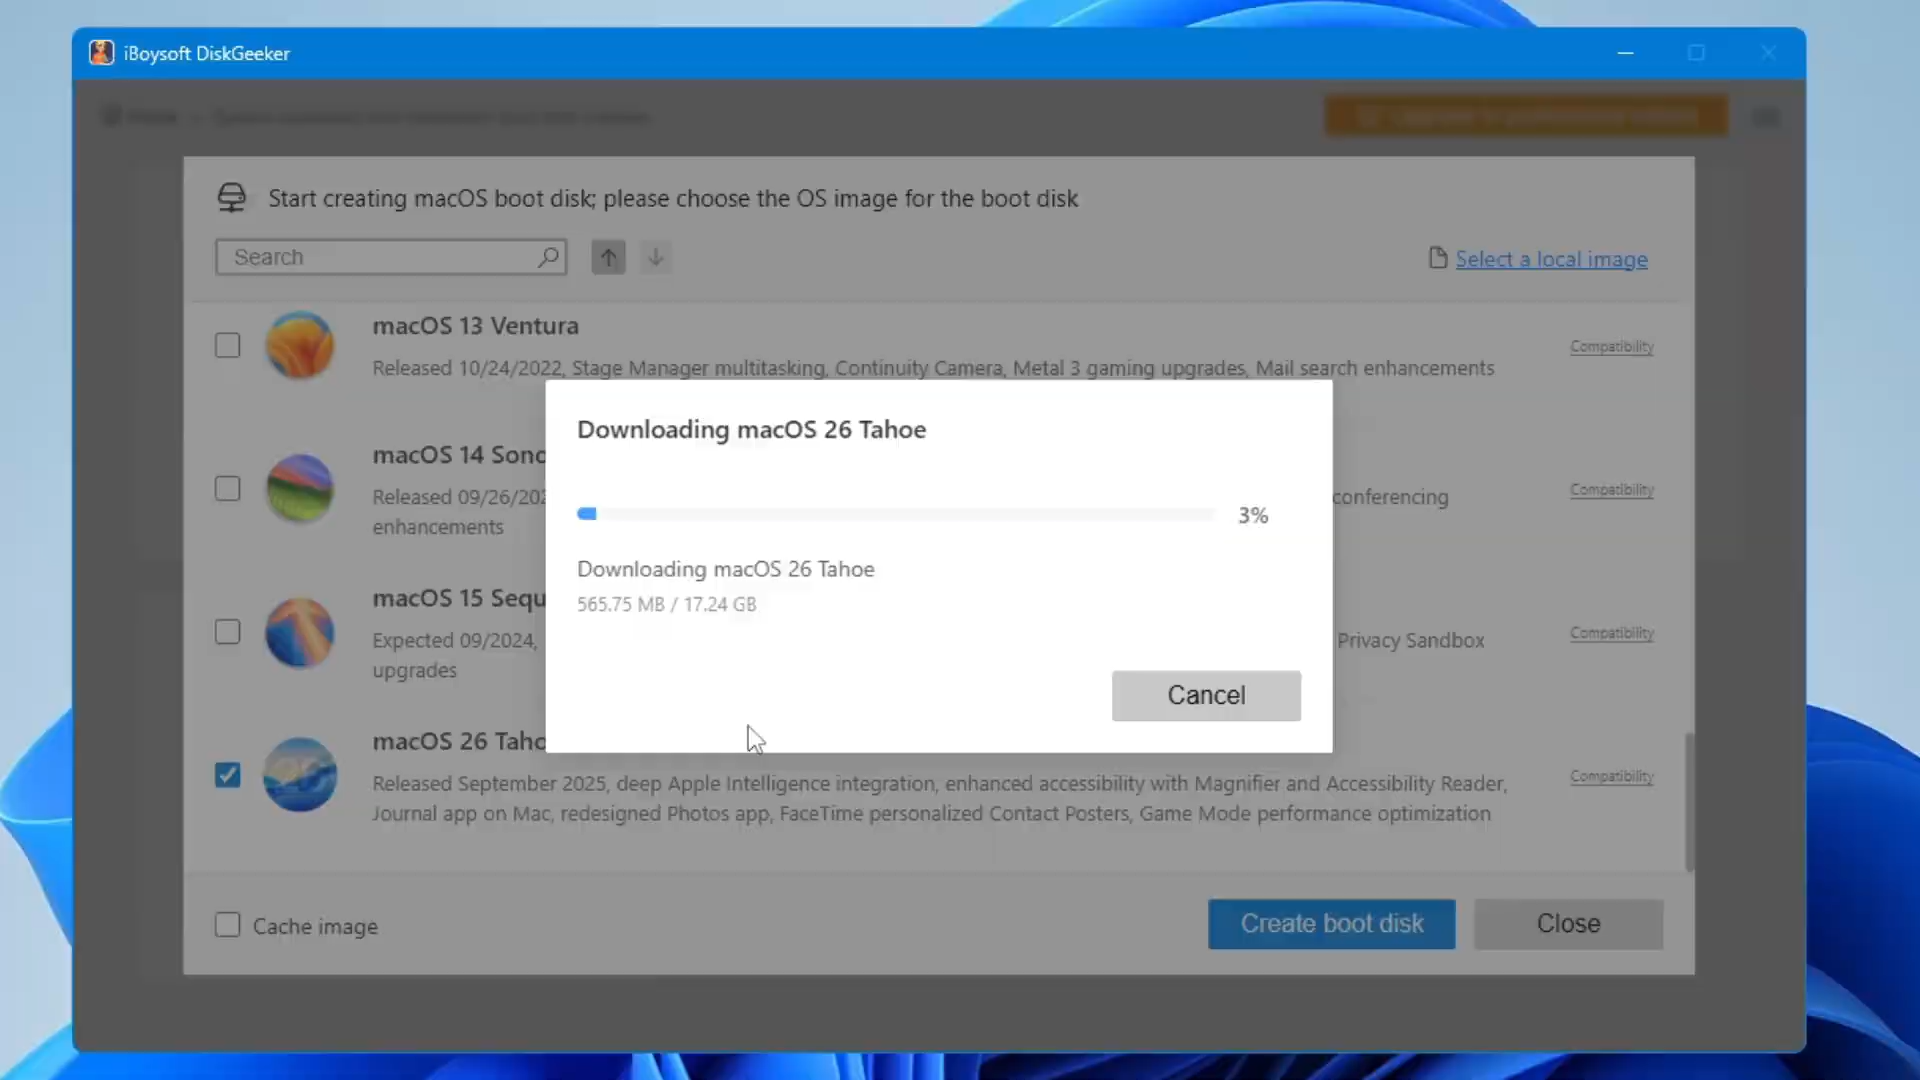 iBoysoft DiskGeeker
Start creating macOS boot disk; please choose the OS image for the boot disk
Search
Select a local image
macOS 13 Ventura
Compatibility
Released 10/24/2022, Stage Manager multitasking, Continuity Camera, Metal 3 gaming upgrades, Mail search enhancements
Downloading macOS 26 Tahoe
macOS 14 Sono
Compatibility
Released 09/26/202
conferencing
enhancements
3%
Downloading macOS 26 Tahoe
565.75 MB / 17.24 GB
macOS 15 Sequ
Compatibility
Expected 09/2024,
Privacy Sandbox
upgrades
Cancel
macOS 26 Taho
Compatibility
Released September 2025, deep Apple Intelligence integration, enhanced accessibility with Magnifier and Accessibility Reader,
Journal app on Mac, redesigned Photos app, FaceTime personalized Contact Posters, Game Mode performance optimization
Cache image
Create boot disk
Close